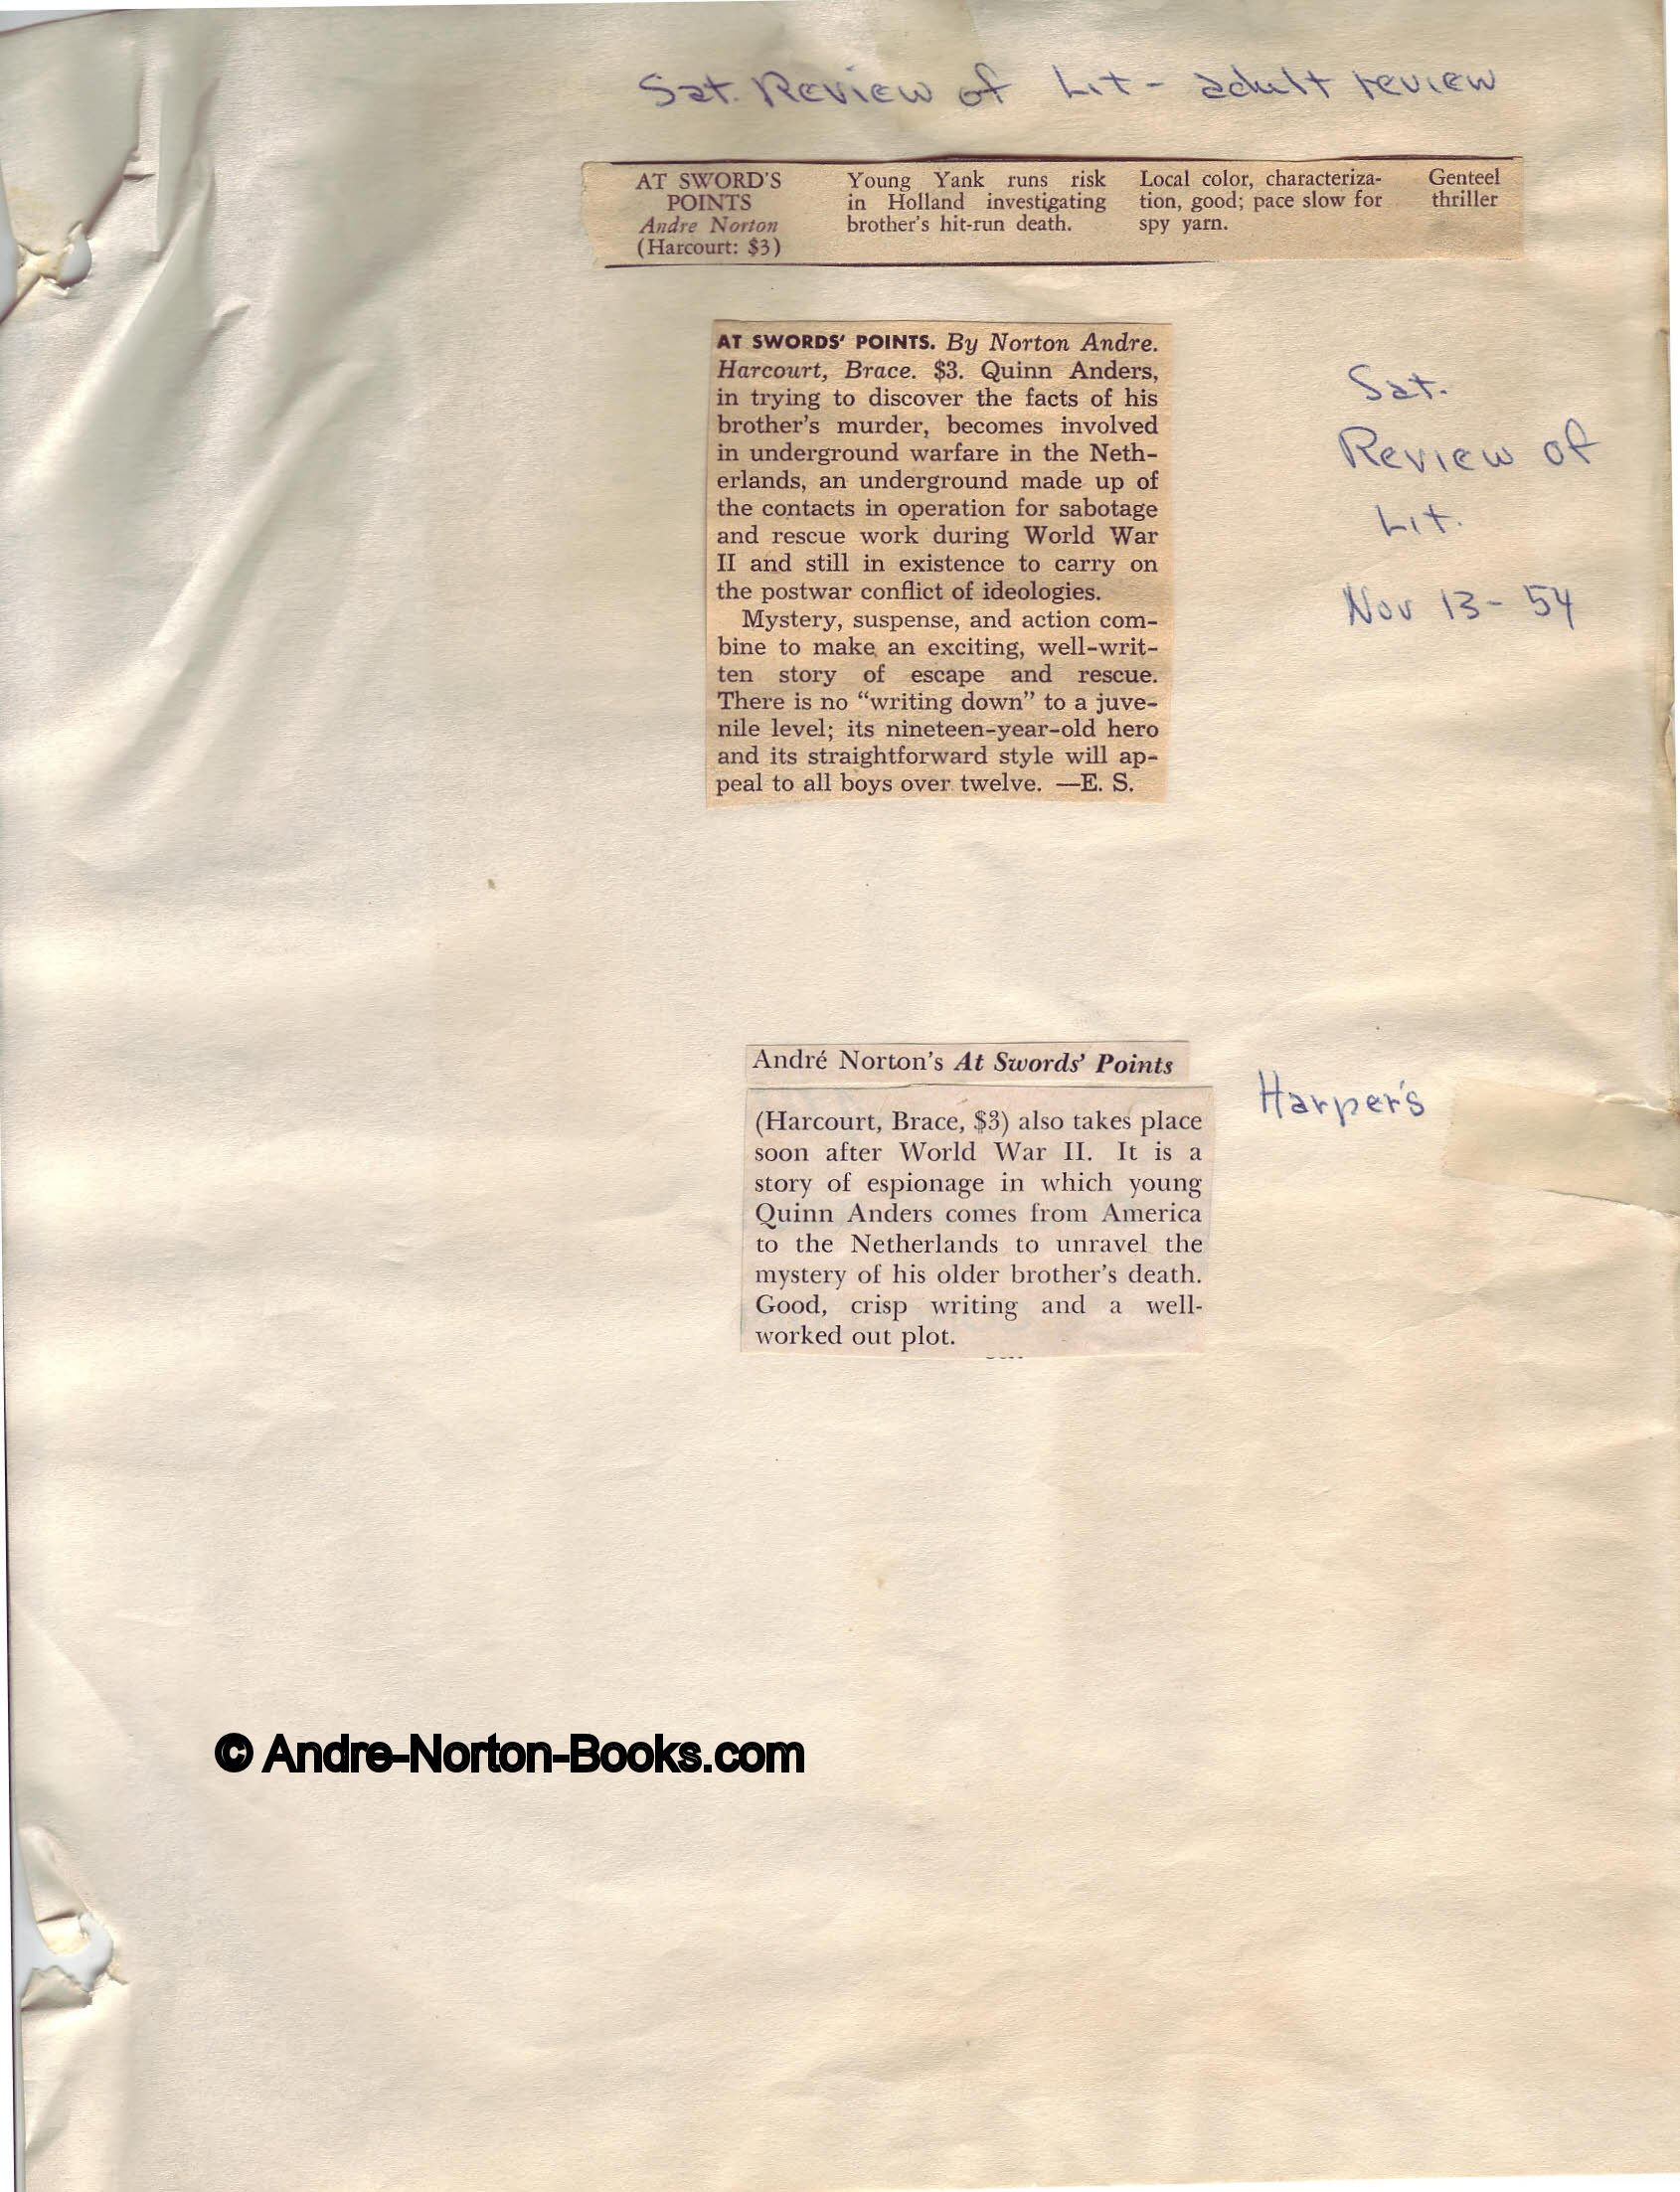 Sat. Review of Lit - adult review
AT SWORD'S
POINTS
Andre Norton
(Harcourt: $3)
Young Yank runs risk
in Holland investigating
brother's hit-run death.
Local color, characteriza-
tion, good; pace slow for
spy yarn.
Genteel
thriller
AT SWORDS' POINTS. By Norton Andre.
Harcourt, Brace. $3. Quinn Anders,
in trying to discover the facts of his
brother's murder, becomes involved
in underground warfare in the Neth-
erlands, an underground made up of
the contacts in operation for sabotage
and rescue work during World War
II and still in existence to carry on
the postwar conflict of ideologies.
Mystery, suspense, and action com-
bine to make an exciting, well-writ-
ten story of escape and rescue.
There is no “writing down” to a juve-
nile level; its nineteen-year-old hero
and its straightforward style will ap-
peal to all boys over twelve. —E. S.
Sat.
Review of
Lit.
Nov 13 - 54
André Norton's At Swords' Points
(Harcourt, Brace, $3) also takes place
soon after World War II. It is a
story of espionage in which young
Quinn Anders comes from America
to the Netherlands to unravel the
mystery of his older brother's death.
Good, crisp writing and a well-
worked out plot.
Harper's
© Andre-Norton-Books.com